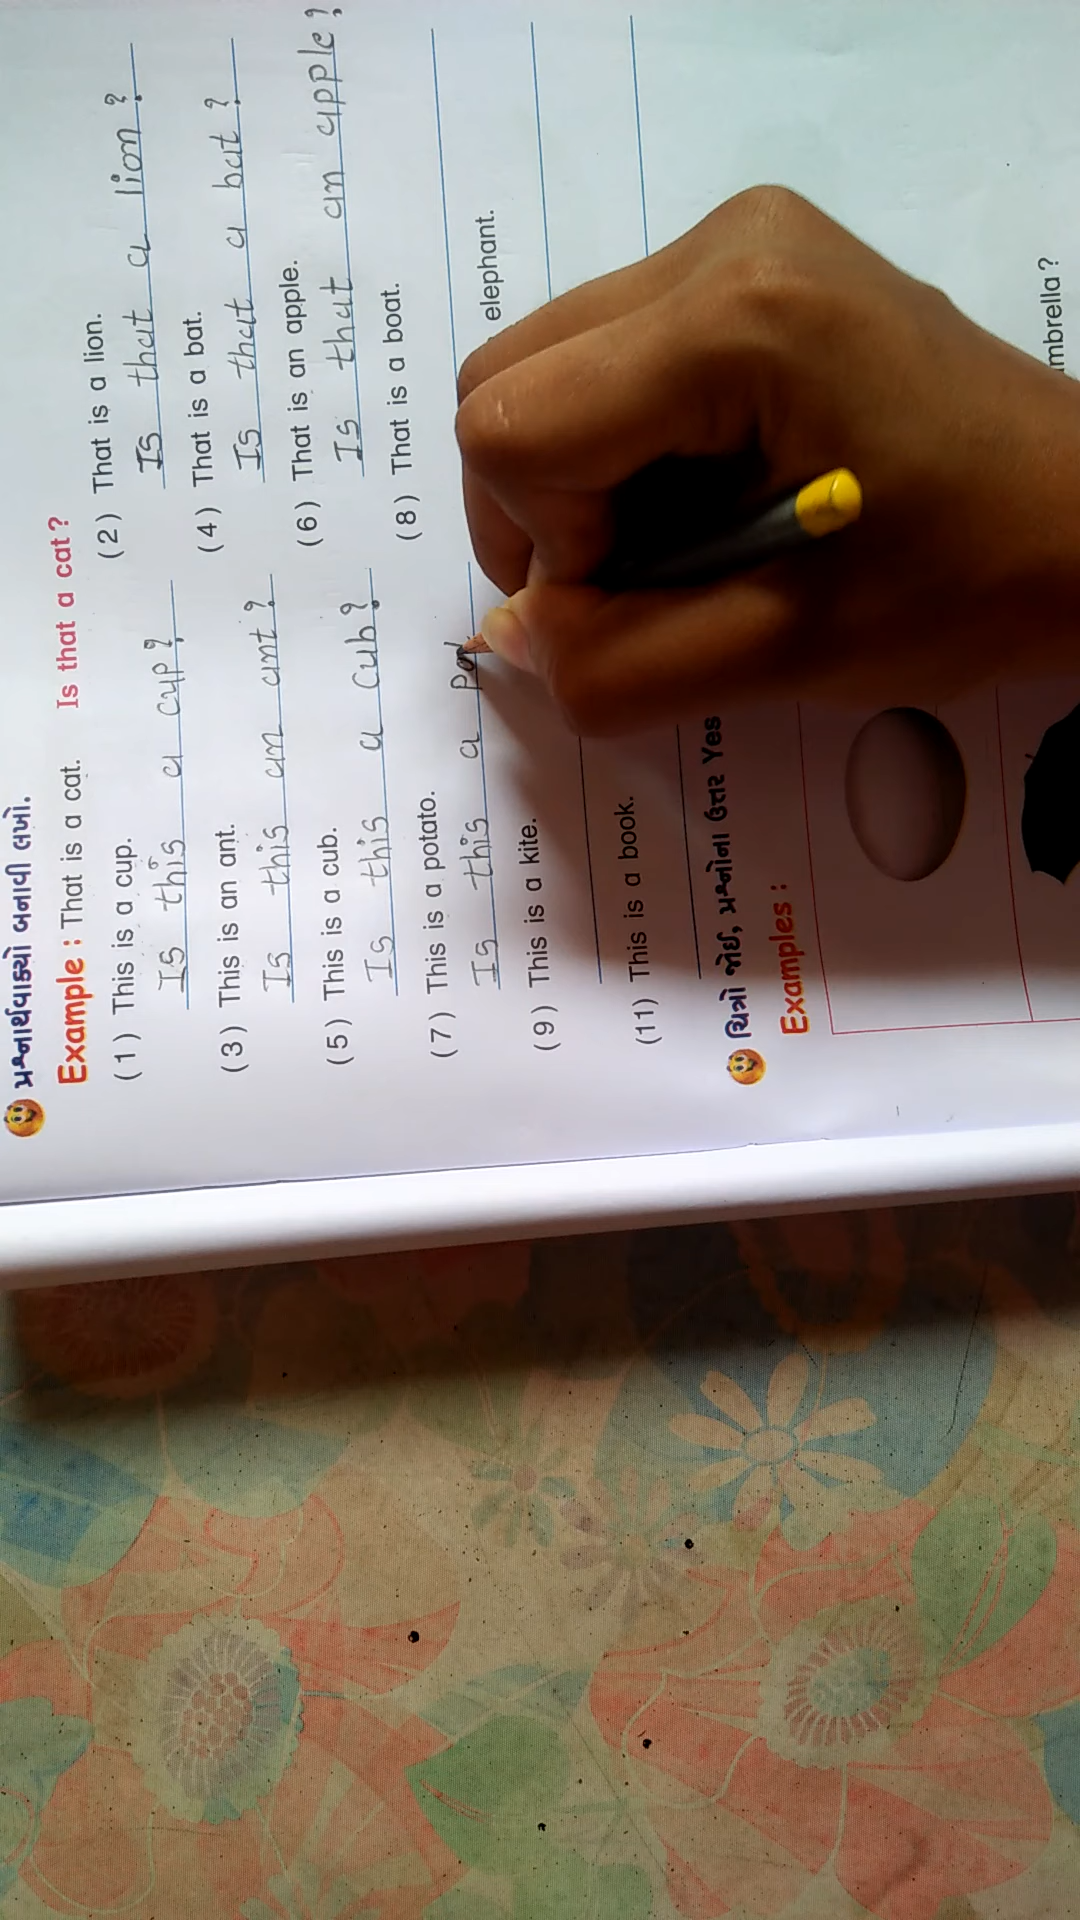 પ્રશ્નાર્થવાક્યો બનાવી લખો.
Example : That is a cat. Is that a cat ?
(1) This is a cup. (2) That is a lion.
Is this a cup? Is that a lion?
(3) This is an ant. (4) That is a bat.
Is this an ant? Is that a bat?
(5) This is a cub. (6) That is an apple.
Is this a cub? Is that an apple?
(7) This is a potato. (8) That is a boat.
Is this a
(9) This is a kite. elephant.
(11) This is a book.
ચિત્રો જોઈ, પ્રશ્નોના ઉત્તર Yes
Examples :
mbrella ?